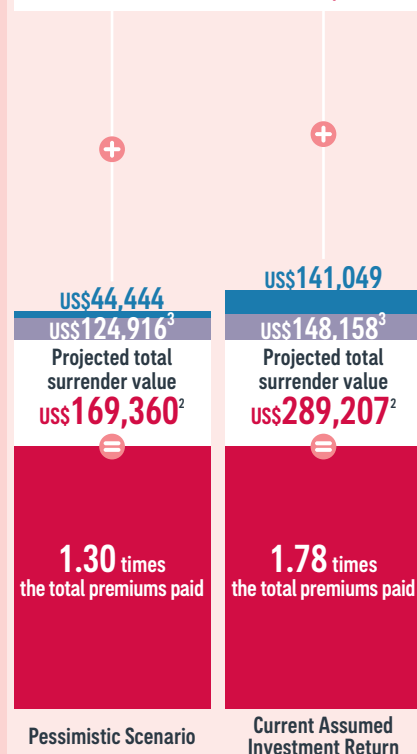 US$44,444
US$124,916³
Projected total
surrender value
US$169,360²
1.30 times
the total premiums paid
Pessimistic Scenario
US$141,049
US$148,158³
Projected total
surrender value
US$289,207²
1.78 times
the total premiums paid
Current Assumed
Investment Return